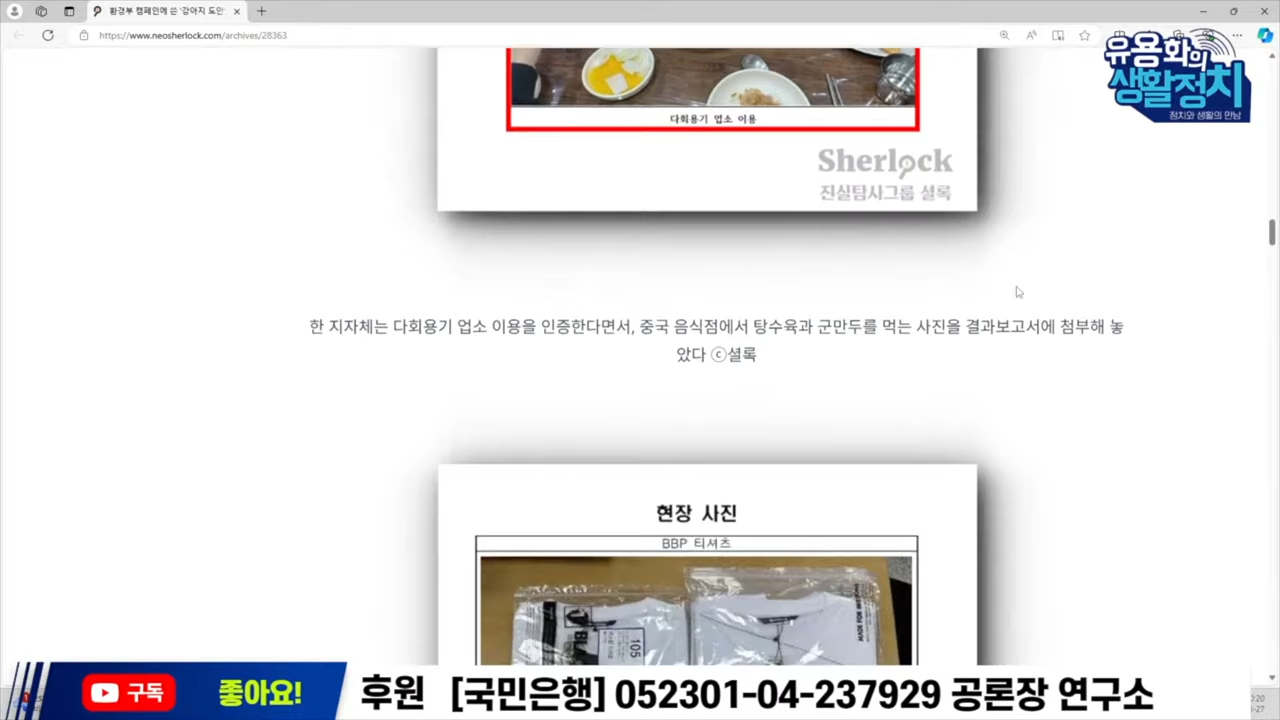 환경부 캠페인에 쓴 '강아지 도안
https://www.neosherlock.com/archives/28363
유용화의
생활정치
정치와 생활의 만남
다회용기 업소 이용
Sherlock
진실탐사그룹 셜록
한 지자체는 다회용기 업소 이용을 인증한다면서, 중국 음식점에서 탕수육과 군만두를 먹는 사진을 결과보고서에 첨부해 놓
았다 ⓒ셜록
현장 사진
BBP 티셔츠
105
구독
좋아요!
후원 [국민은행] 052301-04-237929 공론장 연구소